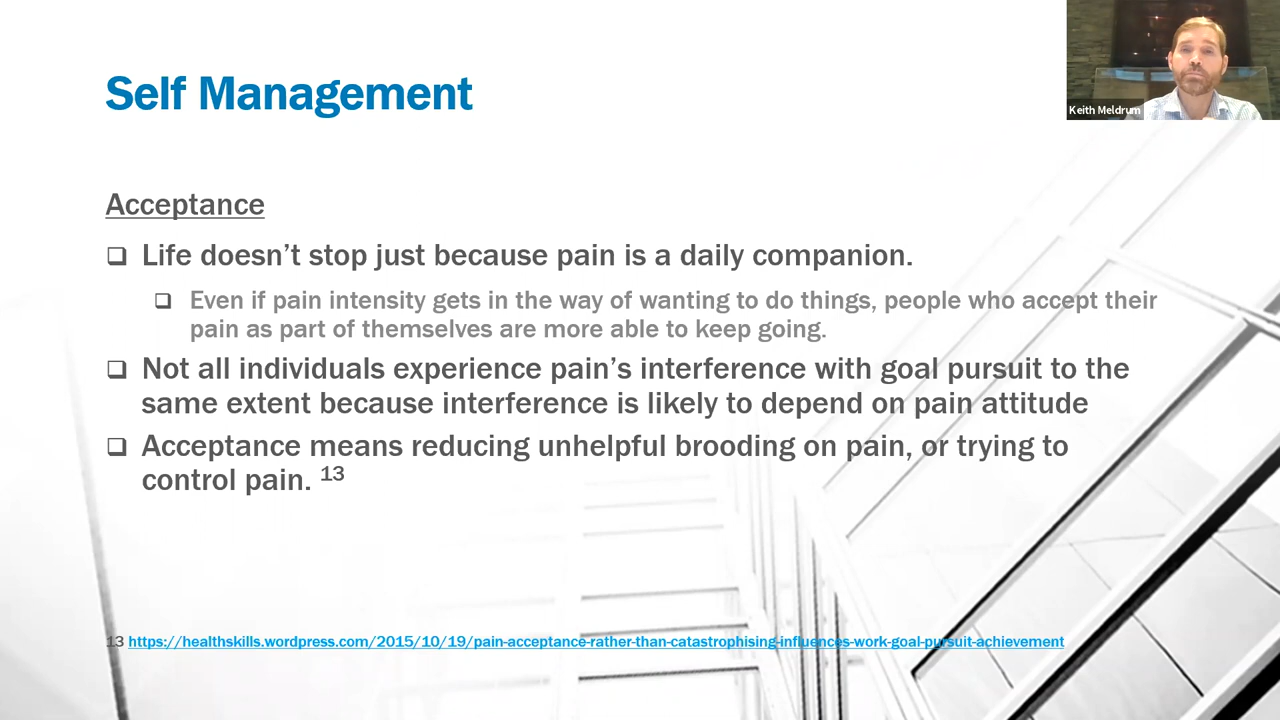 Self Management
Keith Meldrum
Acceptance
❑ Life doesn’t stop just because pain is a daily companion.
❑ Even if pain intensity gets in the way of wanting to do things, people who accept their
pain as part of themselves are more able to keep going.
❑ Not all individuals experience pain’s interference with goal pursuit to the
same extent because interference is likely to depend on pain attitude
❑ Acceptance means reducing unhelpful brooding on pain, or trying to
control pain. 13
13 https://healthskills.wordpress.com/2015/10/19/pain-acceptance-rather-than-catastrophising-influences-work-goal-pursuit-achievement